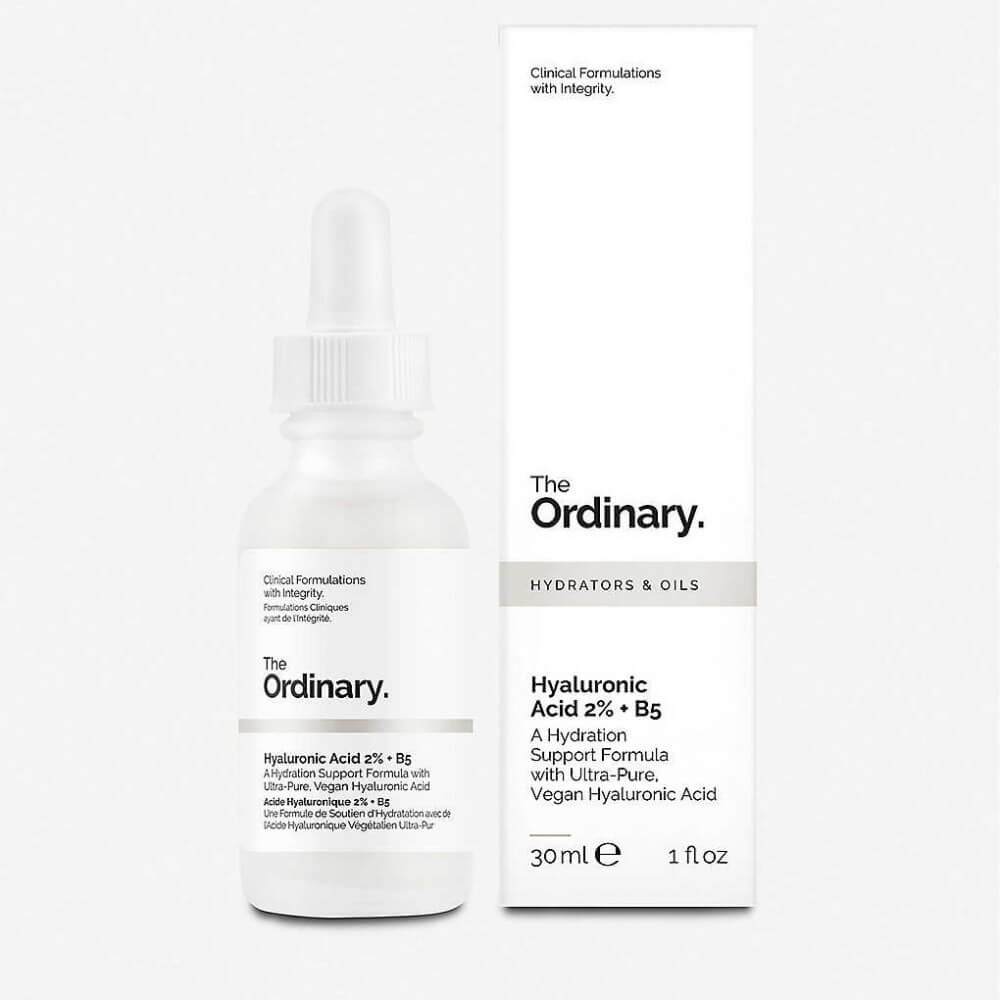 Clinical Formulations
with Integrity.
Formulations Cliniques
ayant de l'Intégrité.
The
Ordinary.
Hyaluronic Acid 2% + B5
A Hydration Support Formula with
Ultra-Pure, Vegan Hyaluronic Acid
Acide Hyaluronique 2% + B5
Une Formule de Soutien d'Hydratation avec de
l'Acide Hyaluronique Végétalien Ultra-Pur
Clinical Formulations
with Integrity.
The
Ordinary.
HYDRATORS & OILS
Hyaluronic
Acid 2% + B5
A Hydration
Support Formula
with Ultra-Pure,
Vegan Hyaluronic Acid
30 ml ℮ 1 fl oz